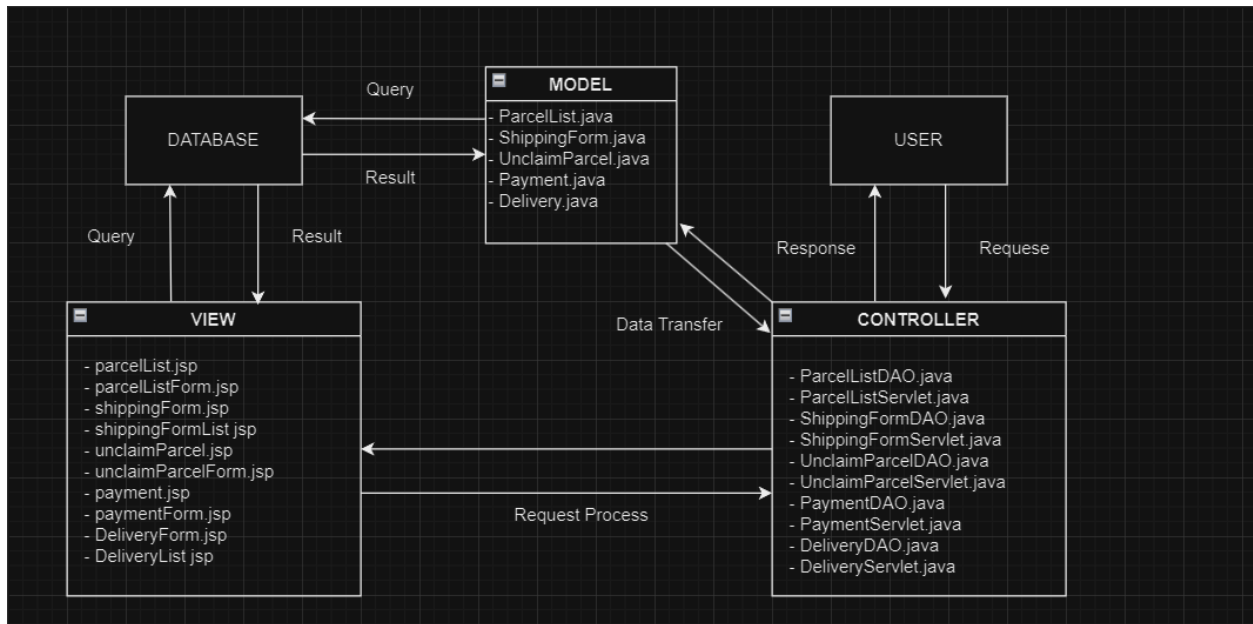 MODEL
- ParcelList.java
- ShippingForm.java
- UnclaimParcel.java
- Payment.java
- Delivery.java
Query
DATABASE
Result
USER
Query
Result
Response
Requese
Data Transfer
VIEW
- parcelList.jsp
- parcelListForm.jsp
- shippingForm.jsp
- shippingFormList jsp
- unclaimParcel.jsp
- unclaimParcelForm.jsp
- payment.jsp
- paymentForm.jsp
- DeliveryForm.jsp
- DeliveryList jsp
CONTROLLER
- ParcelListDAO.java
- ParcelListServlet.java
- ShippingFormDAO.java
- ShippingFormServlet.java
- UnclaimParcelDAO.java
- UnclaimParcelServlet.java
- PaymentDAO.java
- PaymentServlet.java
- DeliveryDAO.java
- DeliveryServlet.java
Request Process